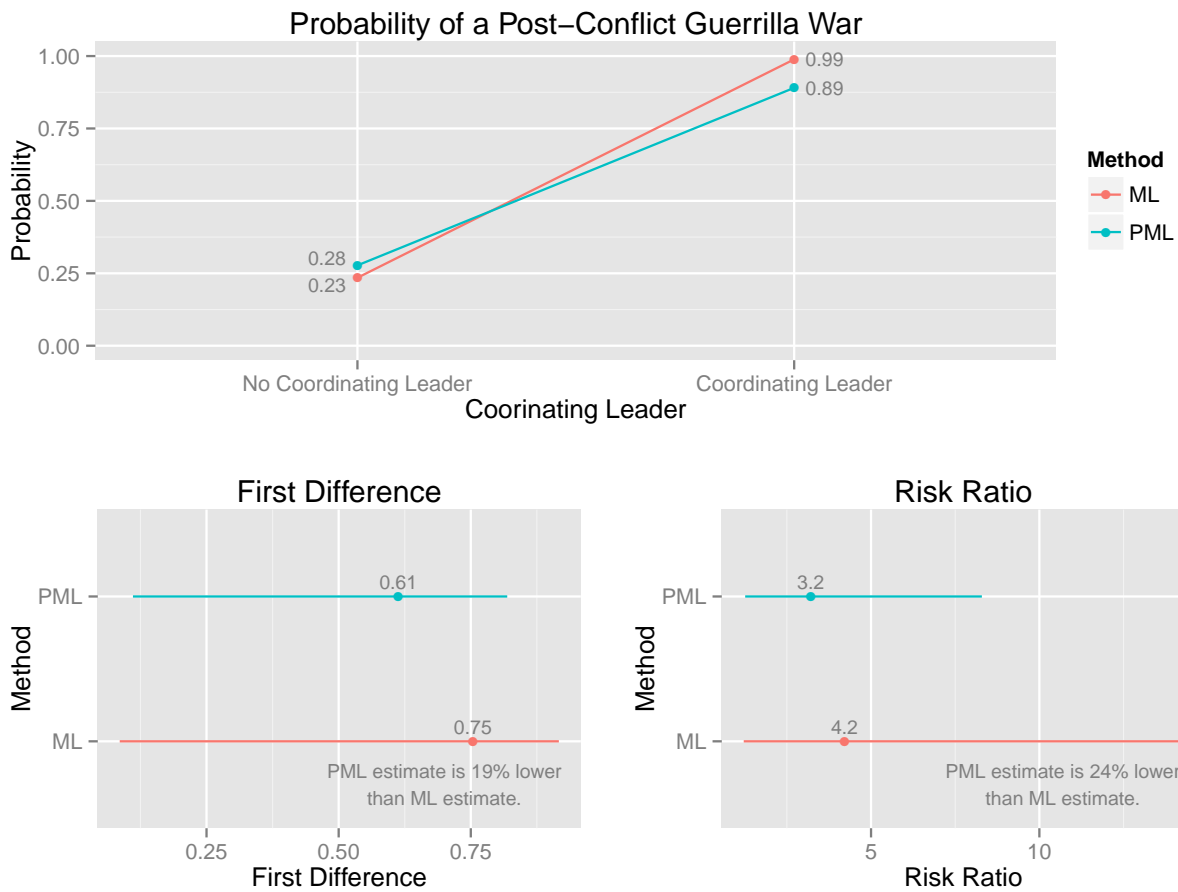 Probability of a Post−Conflict Guerrilla War
1.00
0.75
0.50
0.25
0.00
Probability
0.99
0.89
0.28
0.23
No Coordinating Leader
Coordinating Leader
Coorinating Leader
Method
ML
PML
First Difference
PML
ML
Method
0.61
0.75
PML estimate is 19% lower
than ML estimate.
0.25
0.50
0.75
First Difference
Risk Ratio
PML
ML
Method
3.2
4.2
PML estimate is 24% lower
than ML estimate.
5
10
Risk Ratio